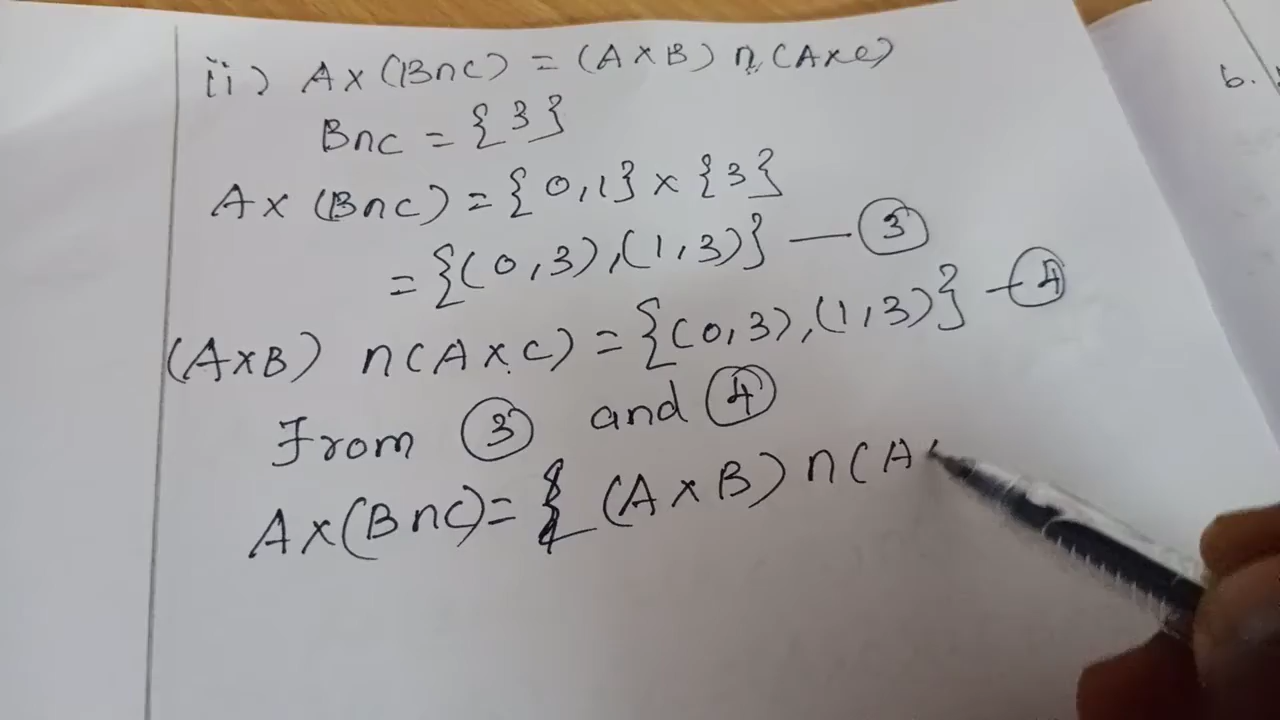 ii) A × (B∩C) = (A×B) ∩ (A×C)
B∩C = {3}
A × (B∩C) = {0,1} × {3}
= {(0,3),(1,3)} — ③
(A×B) ∩ (A×C) = {(0,3),(1,3)} — ④
From ③ and ④
A×(B∩C) = (A×B) ∩ (A
6.